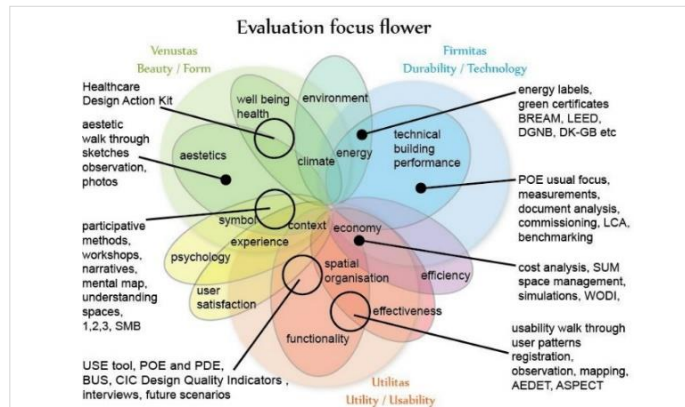 Evaluation focus flower
Venustas
Beauty / Form
Firmitas
Durability / Technology
Healthcare
Design Action Kit
aestetic
walk through
sketches
observation,
photos
participative
methods,
workshops,
narratives,
mental map,
understanding
spaces,
1,2,3, SMB
USE tool, POE and PDE,
BUS, CIC Design Quality Indicators ,
interviews, future scenarios
well being
health
environment
aestetics
climate
energy
technical
building
performance
symbol
context
economy
experience
psychology
user
satisfaction
spatial
organisation
efficiency
effectiveness
functionality
energy labels,
green certificates
BREAM, LEED,
DGNB, DK-GB etc
POE usual focus,
measurements,
document analysis,
commissioning, LCA,
benchmarking
cost analysis, SUM
space management,
simulations, WODI,
usability walk through
user patterns
registration,
observation, mapping,
AEDET, ASPECT
Utilitas
Utility / Usability